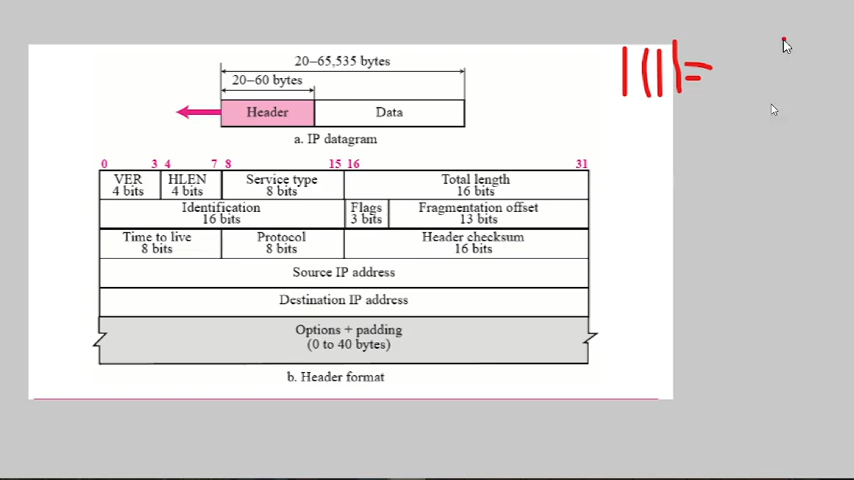 20–65,535 bytes
1111=
20–60 bytes
Header Data
a. IP datagram
0 3 4 7 8 15 16 31
VER HLEN Service type Total length
4 bits 4 bits 8 bits 16 bits
Identification Flags Fragmentation offset
16 bits 3 bits 13 bits
Time to live Protocol Header checksum
8 bits 8 bits 16 bits
Source IP address
Destination IP address
Options + padding
(0 to 40 bytes)
b. Header format